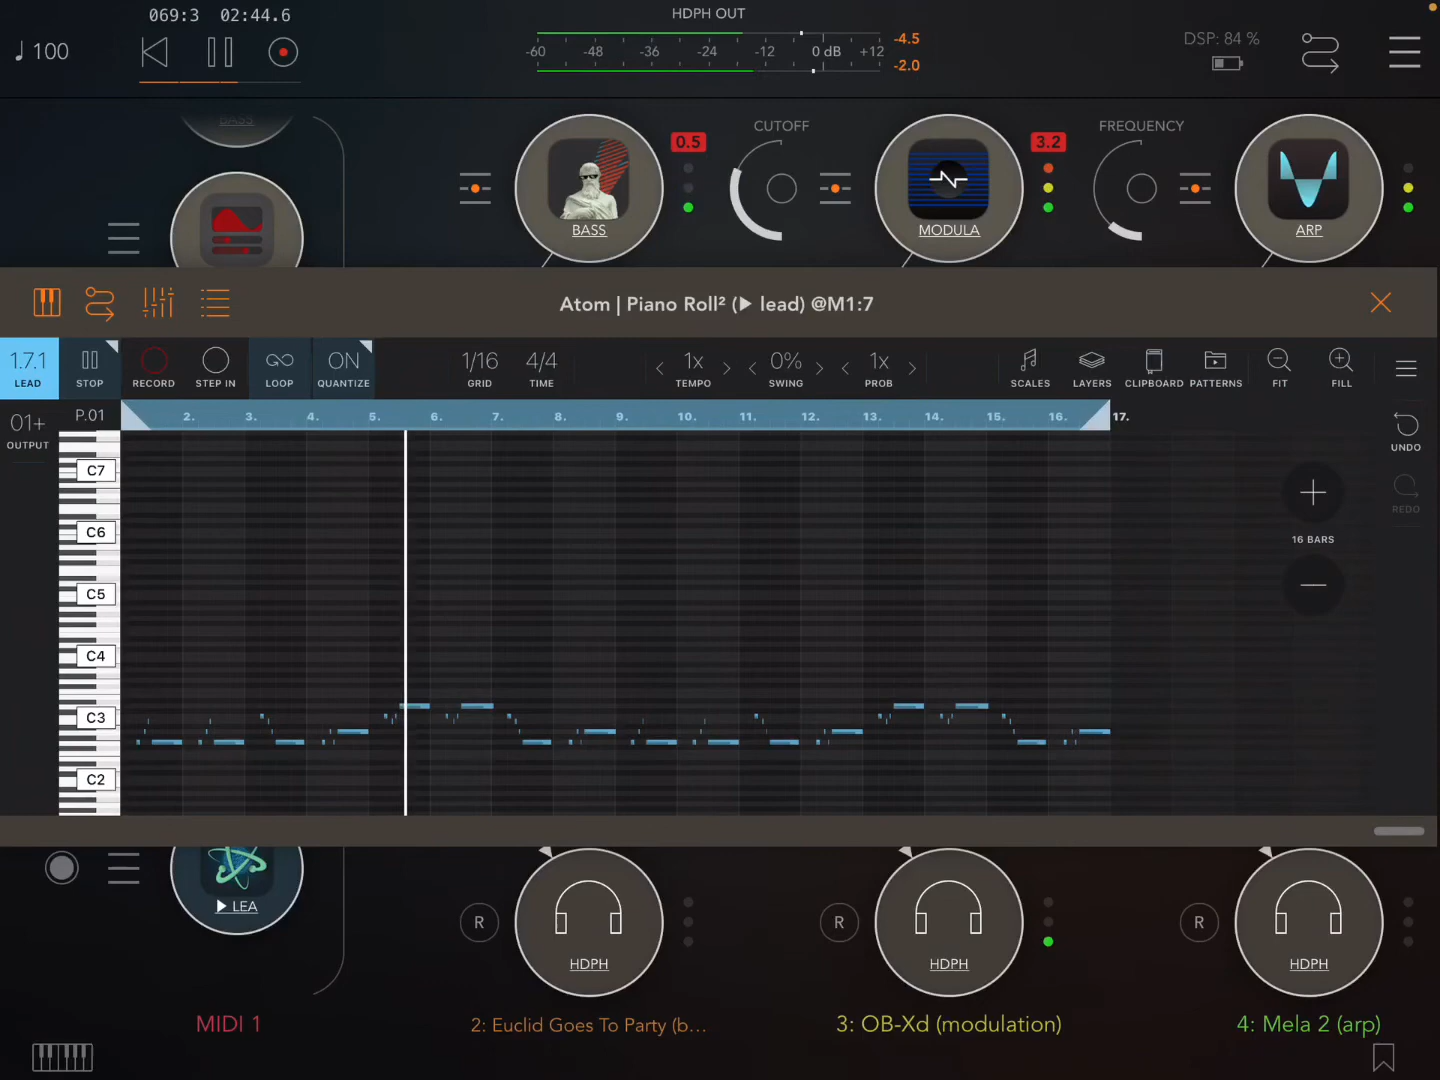 069:3 02:44.6
HDPH OUT
-60 -48 -36 -24 -12 0 dB +12
-4.5
-2.0
DSP: 84 %
♩ 100
BASS
0.5
CUTOFF
3.2
FREQUENCY
BASS
MODULA
ARP
Atom | Piano Roll² (▶ lead) @M1:7
1.7.1
LEAD
STOP
RECORD
STEP IN
LOOP
ON
QUANTIZE
1/16
GRID
4/4
TIME
< 1x >
TEMPO
< 0% >
SWING
< 1x >
PROB
SCALES
LAYERS
CLIPBOARD
PATTERNS
FIT
FILL
01+
OUTPUT
P.01
2. 3. 4. 5. 6. 7. 8. 9. 10. 11. 12. 13. 14. 15. 16. 17.
UNDO
REDO
C7
C6
C5
C4
C3
C2
16 BARS
▶ LEA
R
HDPH
R
HDPH
R
HDPH
MIDI 1
2: Euclid Goes To Party (b...
3: OB-Xd (modulation)
4: Mela 2 (arp)